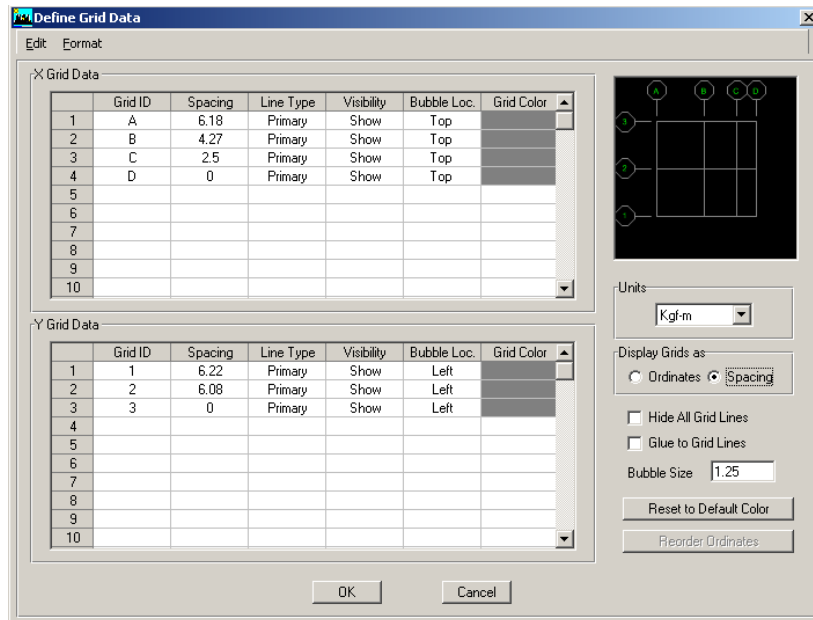 Define Grid Data
Edit Format
X Grid Data
Grid ID Spacing Line Type Visibility Bubble Loc. Grid Color
1 A 6.18 Primary Show Top
2 B 4.27 Primary Show Top
3 C 2.5 Primary Show Top
4 D 0 Primary Show Top
5
6
7
8
9
10
Y Grid Data
Grid ID Spacing Line Type Visibility Bubble Loc. Grid Color
1 1 6.22 Primary Show Left
2 2 6.08 Primary Show Left
3 3 0 Primary Show Left
4
5
6
7
8
9
10
A B C D
3
2
1
Units
Kgf-m
Display Grids as
Ordinates Spacing
Hide All Grid Lines
Glue to Grid Lines
Bubble Size 1.25
Reset to Default Color
Reorder Ordinates
OK Cancel